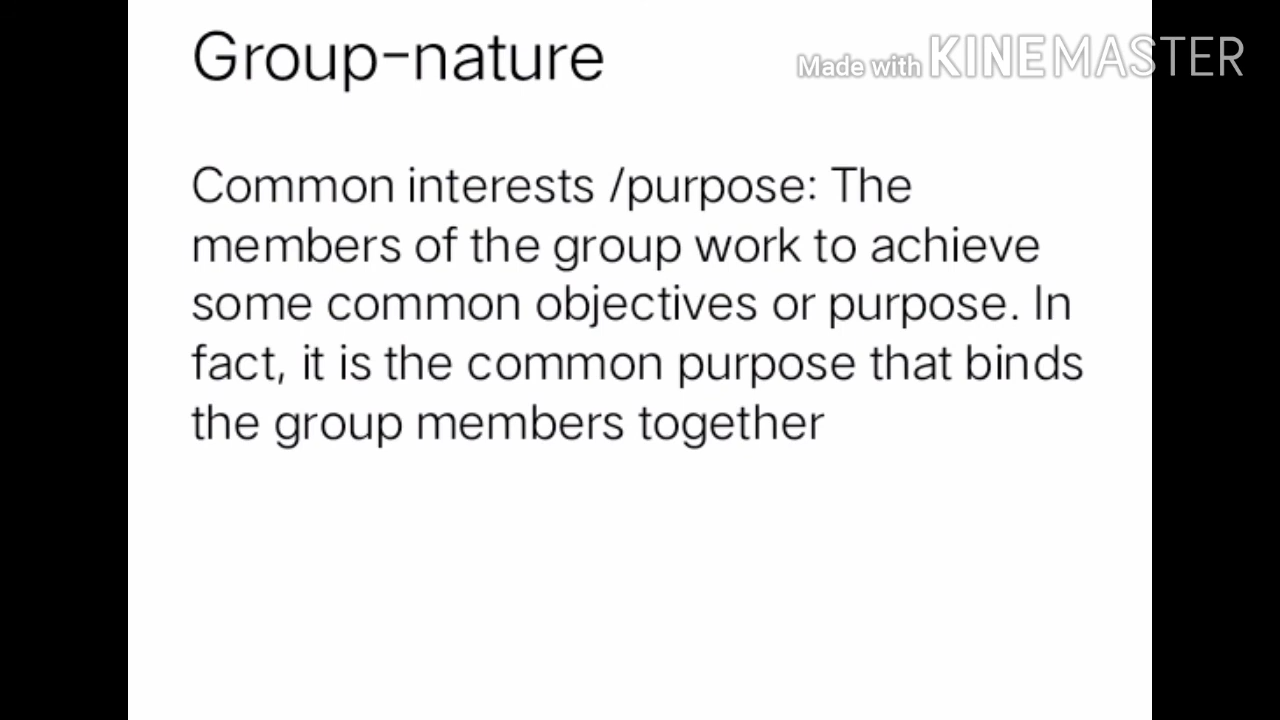 Group-nature
Made with KINEMASTER
Common interests /purpose: The
members of the group work to achieve
some common objectives or purpose. In
fact, it is the common purpose that binds
the group members together